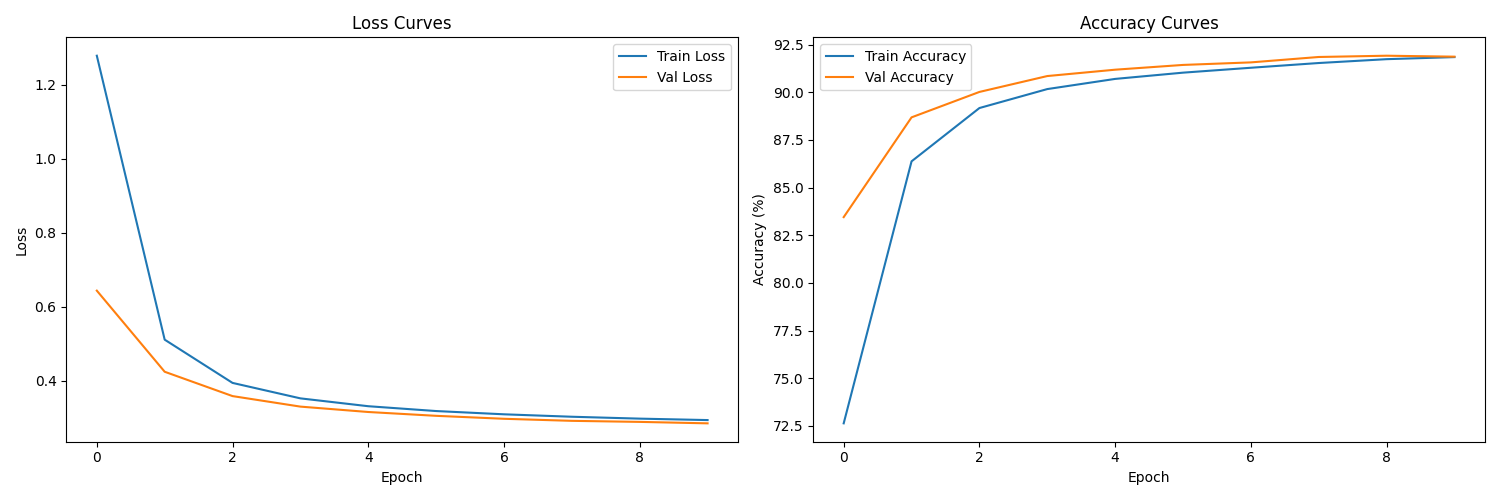 Loss Curves
Train Loss
Val Loss
1.2
1.0
0.8
0.6
0.4
Loss
0 2 4 6 8
Epoch
Accuracy Curves
Train Accuracy
Val Accuracy
92.5
90.0
87.5
85.0
82.5
80.0
77.5
75.0
72.5
Accuracy (%)
0 2 4 6 8
Epoch